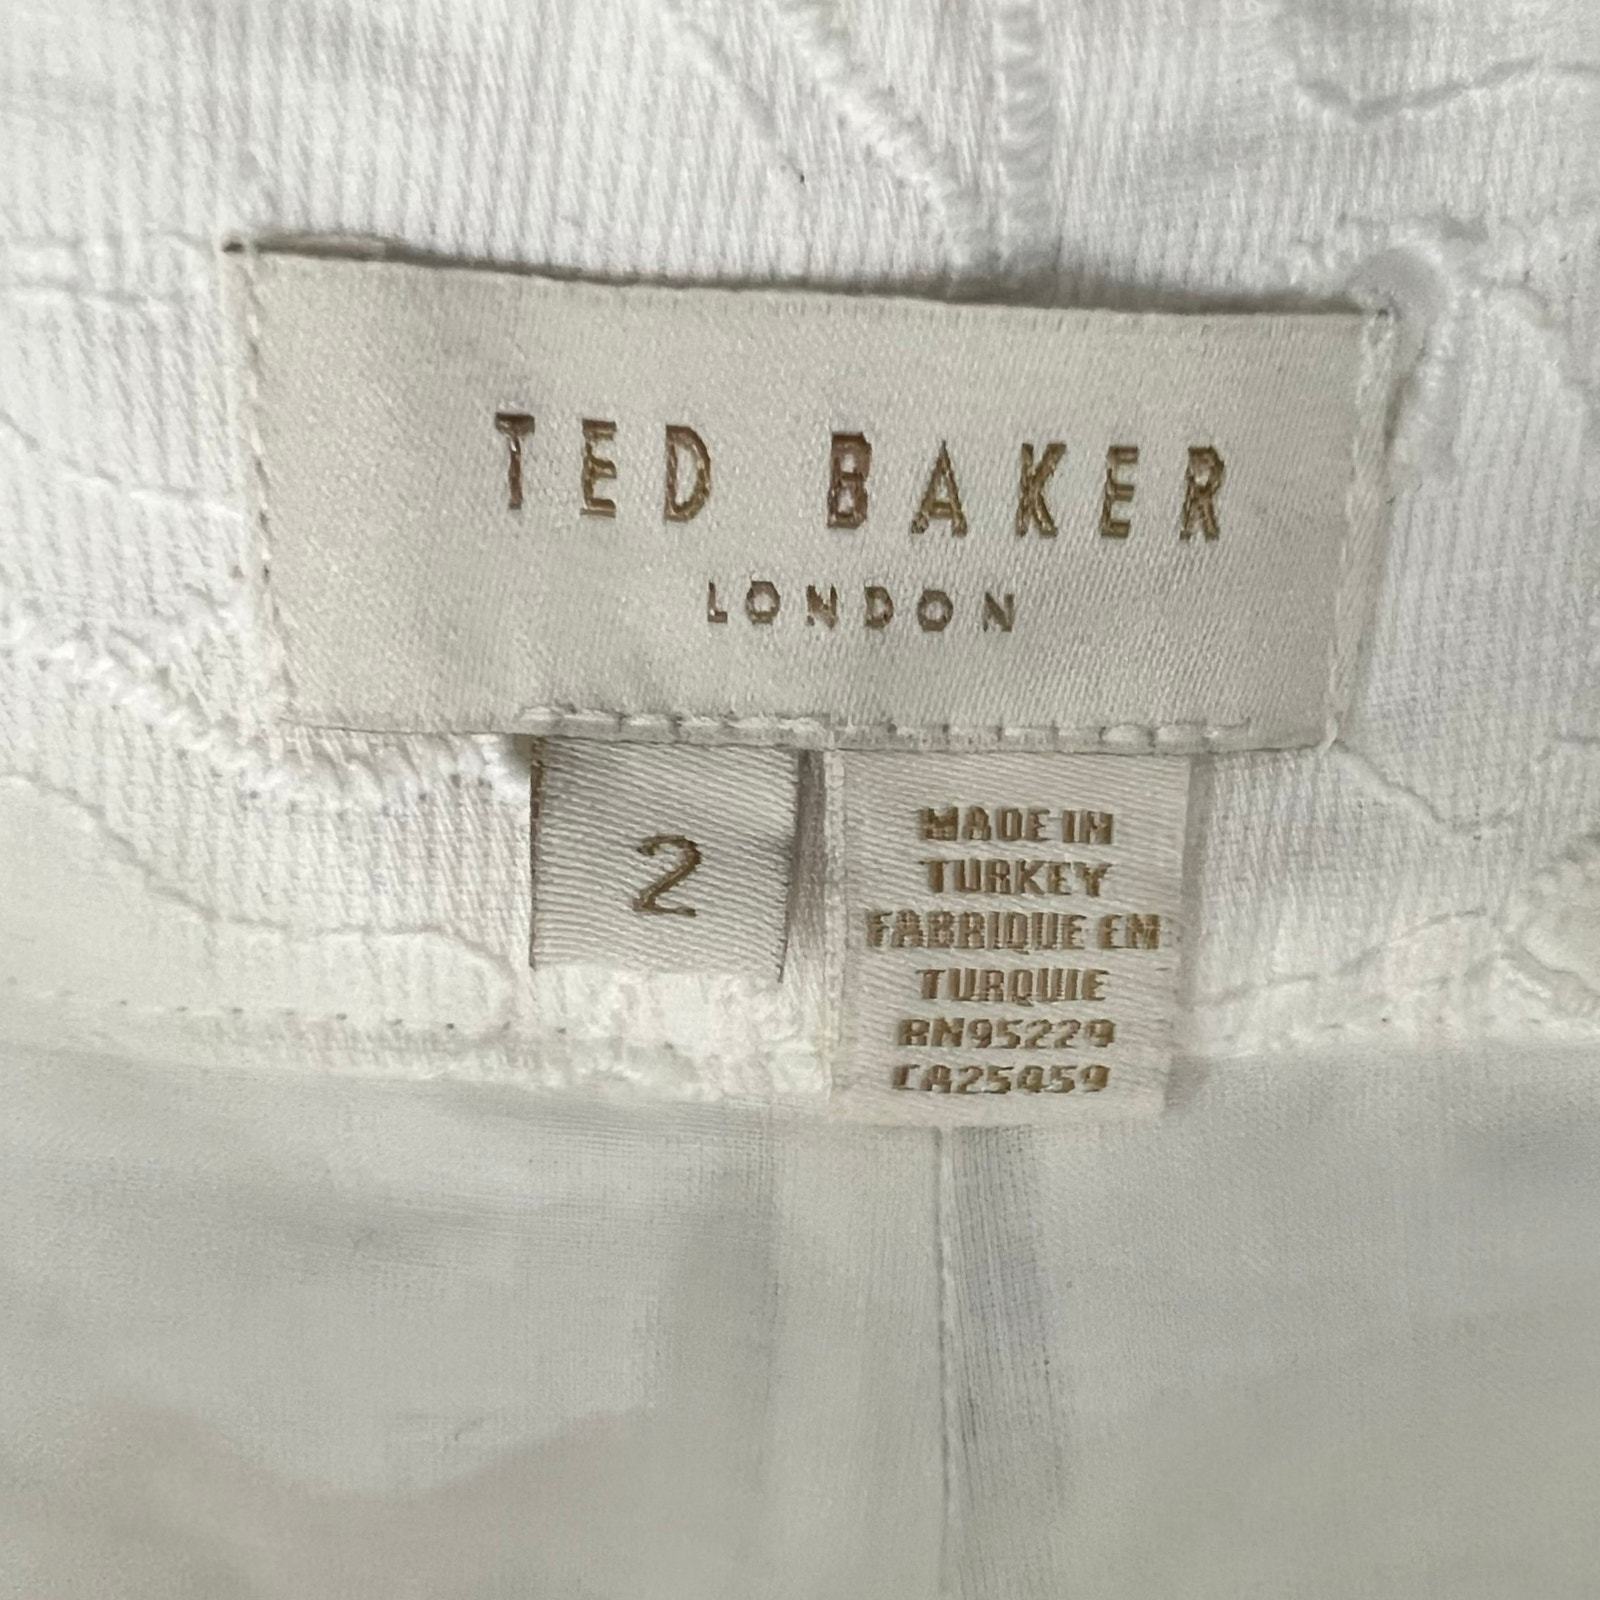 TED BAKER
LONDON
2
MADE IN
TURKEY
FABRIQUE EN
TURQUIE
RN95229
CA25459